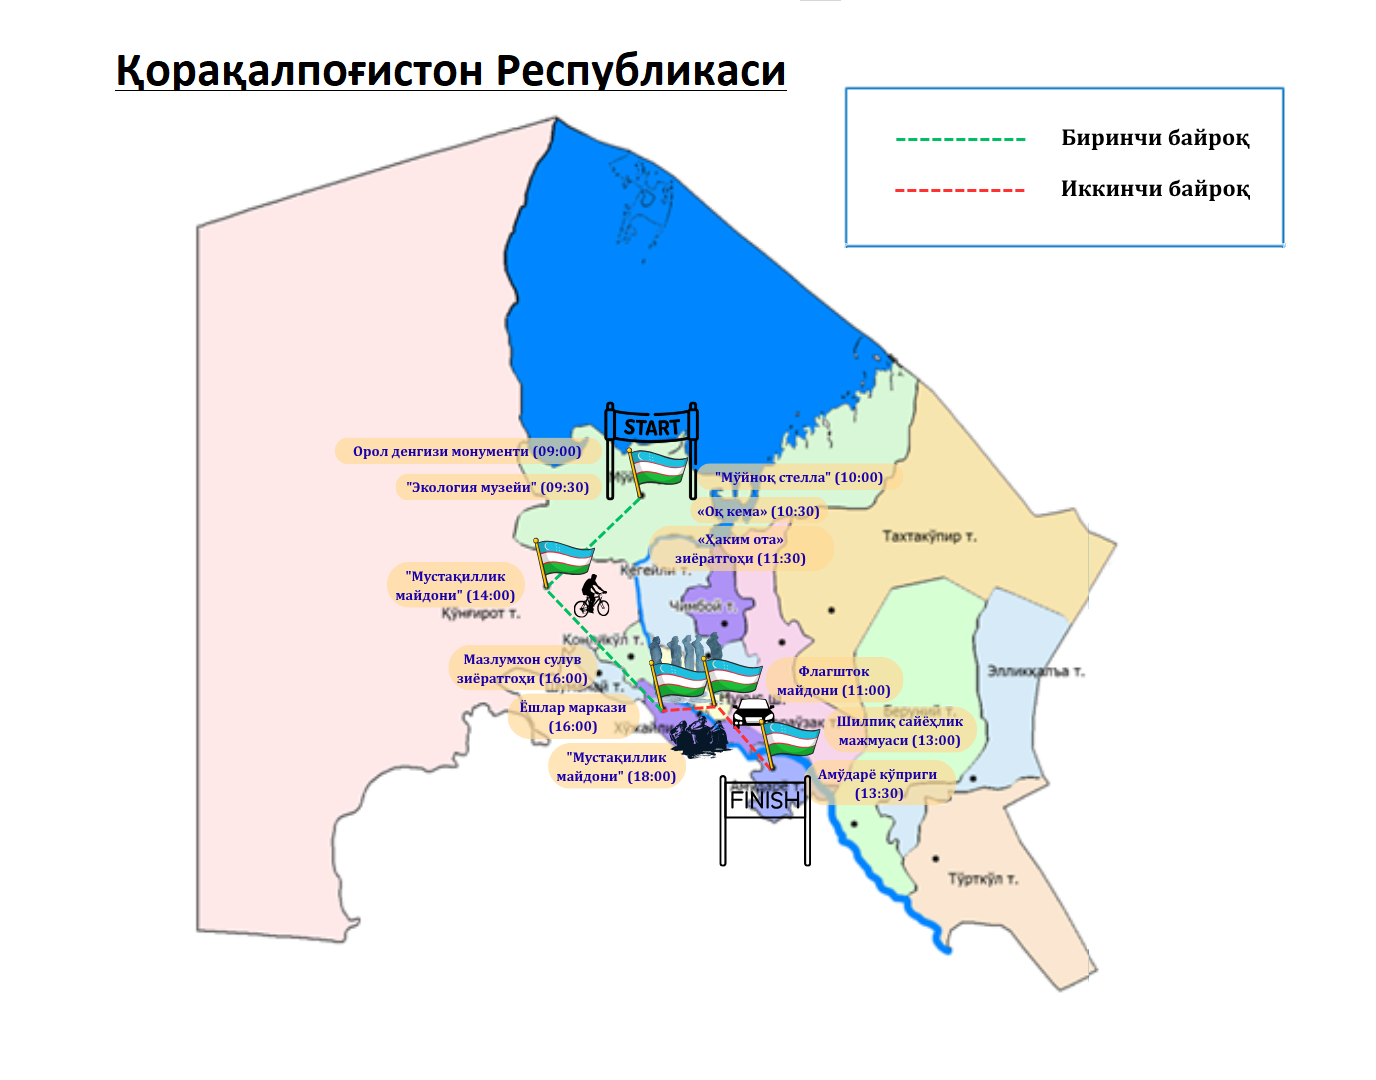 Қорақалпоғистон Республикаси
Биринчи байроқ
Иккинчи байроқ
START
Орол денгизи монументи (09:00)
"Экология музейи" (09:30)
"Мўйноқ стелла" (10:00)
«Оқ кема» (10:30)
«Ҳаким ота»
зиёратгоҳи (11:30)
Тахтакўпир т.
Кегейли т.
"Мустақиллик
майдони" (14:00)
Қўнғирот т.
Чимбой т.
Мазлумхон сулув
зиёратгоҳи (16:00)
Флагшток
майдони (11:00)
Элликқалъа т.
Ёшлар маркази
(16:00)
Беруний т.
Шилпиқ сайёҳлик
мажмуаси (13:00)
"Мустақиллик
майдони" (18:00)
Амўдарё кўприги
(13:30)
FINISH
Тўрткўл т.